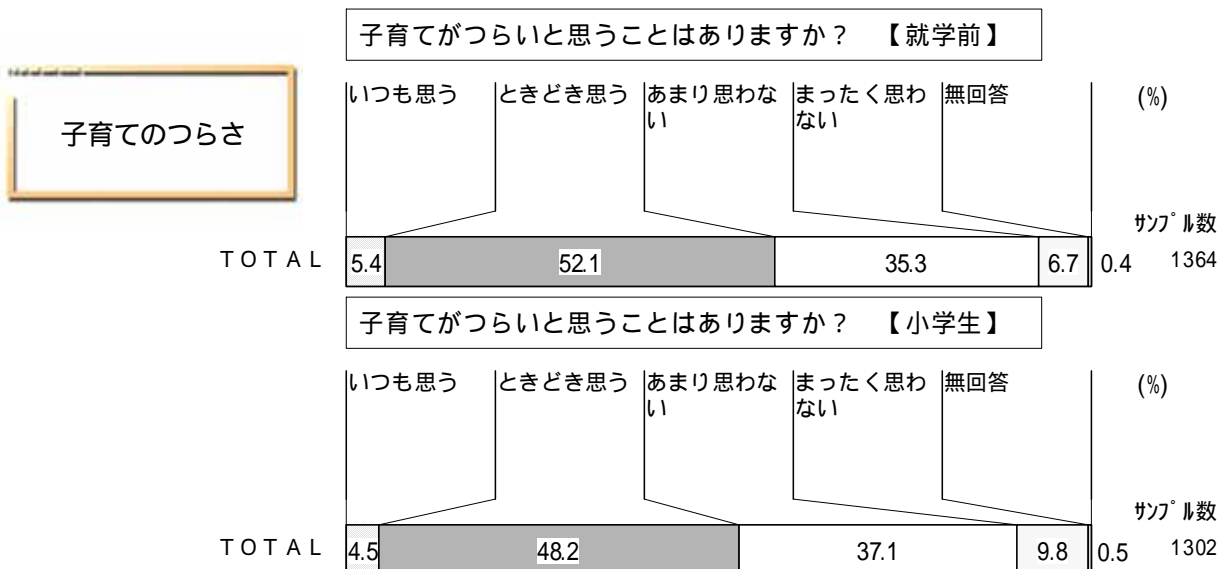 子育てのつらさ
子育てがつらいと思うことはありますか？　【就学前】
いつも思う ときどき思う あまり思わな まったく思わ 無回答 (%)
い ない
ｻﾝﾌﾟﾙ数
ＴＯＴＡＬ 5.4 52.1 35.3 6.7 0.4 1364
子育てがつらいと思うことはありますか？　【小学生】
いつも思う ときどき思う あまり思わな まったく思わ 無回答 (%)
い ない
ｻﾝﾌﾟﾙ数
ＴＯＴＡＬ 4.5 48.2 37.1 9.8 0.5 1302